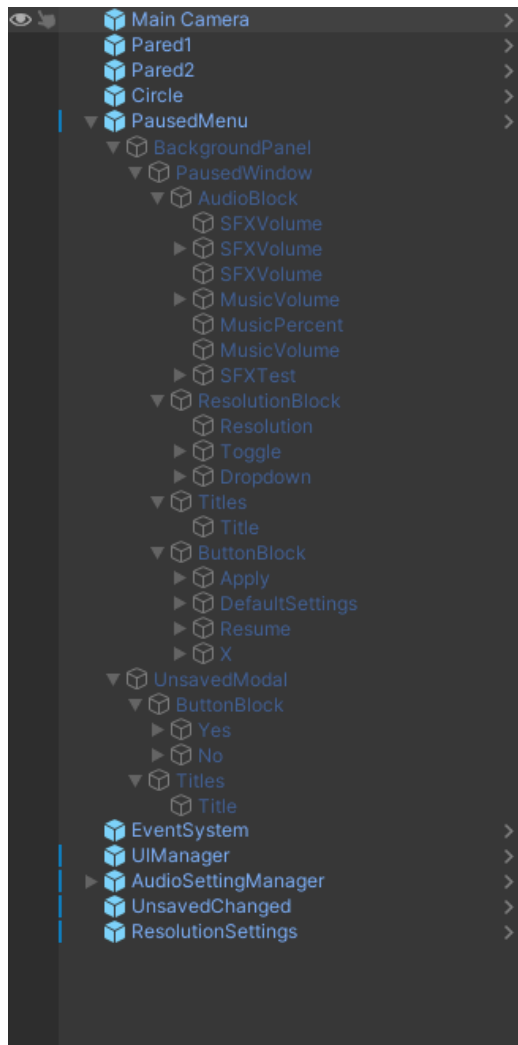 Main Camera
Pared1
Pared2
Circle
PausedMenu
BackgroundPanel
PausedWindow
AudioBlock
SFXVolume
SFXVolume
SFXVolume
MusicVolume
MusicPercent
MusicVolume
SFXTest
ResolutionBlock
Resolution
Toggle
Dropdown
Titles
Title
ButtonBlock
Apply
DefaultSettings
Resume
X
UnsavedModal
ButtonBlock
Yes
No
Titles
Title
EventSystem
UIManager
AudioSettingManager
UnsavedChanged
ResolutionSettings